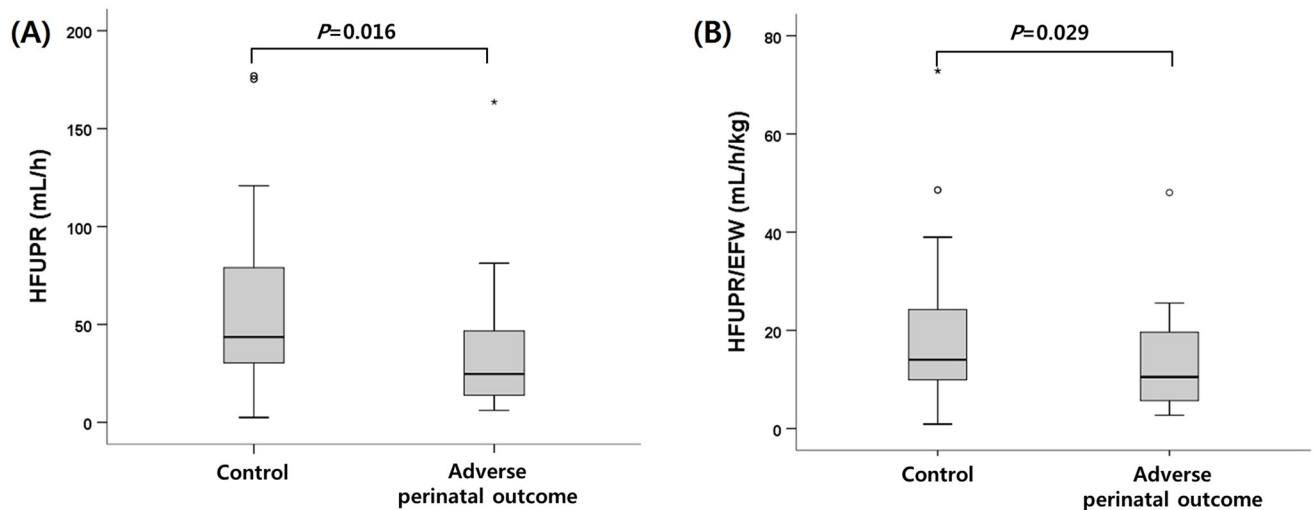 (A)
P=0.016
HFUPR (mL/h)
200
150
100
50
0
Control
Adverse
perinatal outcome
(B)
P=0.029
HFUPR/EFW (mL/h/kg)
80
60
40
20
0
Control
Adverse
perinatal outcome